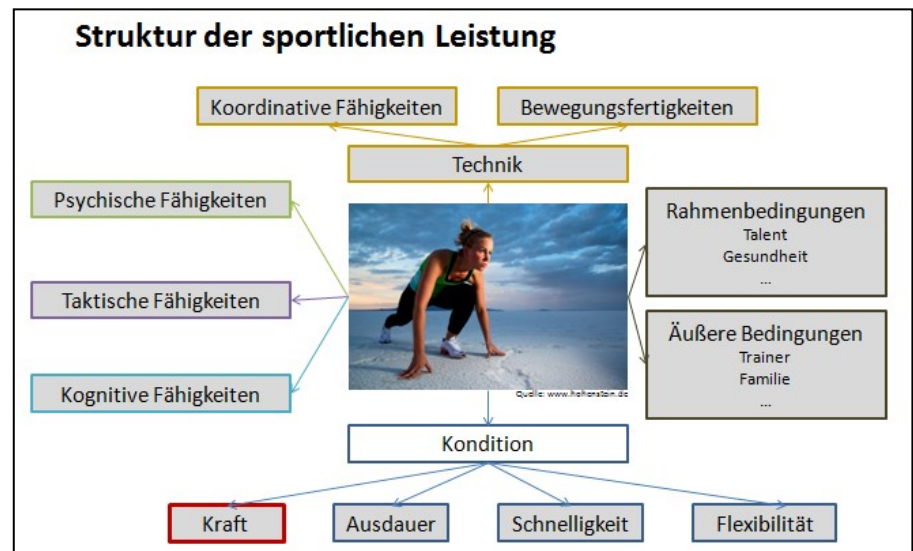 Struktur der sportlichen Leistung
Koordinative Fähigkeiten
Bewegungsfertigkeiten
Technik
Psychische Fähigkeiten
Taktische Fähigkeiten
Kognitive Fähigkeiten
Rahmenbedingungen
Talent
Gesundheit
...
Äußere Bedingungen
Trainer
Familie
...
Quelle: www.hohenstein.de
Kondition
Kraft
Ausdauer
Schnelligkeit
Flexibilität